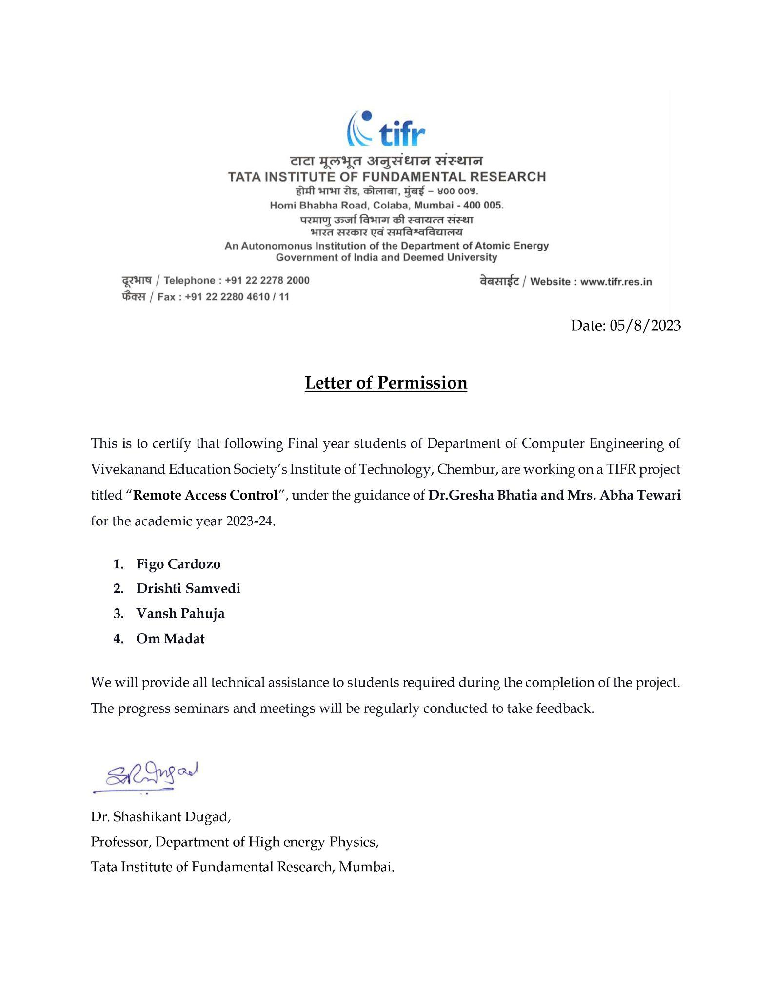 tifr
टाटा मूलभूत अनुसंधान संस्थान
TATA INSTITUTE OF FUNDAMENTAL RESEARCH
होमी भाभा रोड, कोलाबा, मुंबई – ४०० ००५.
Homi Bhabha Road, Colaba, Mumbai - 400 005.
परमाणु ऊर्जा विभाग की स्वायत्त संस्था
भारत सरकार एवं समविश्वविद्यालय
An Autonomonus Institution of the Department of Atomic Energy
Government of India and Deemed University
दूरभाष / Telephone : +91 22 2278 2000
वेबसाईट / Website : www.tifr.res.in
फैक्स / Fax : +91 22 2280 4610 / 11
Date: 05/8/2023
Letter of Permission
This is to certify that following Final year students of Department of Computer Engineering of
Vivekanand Education Society’s Institute of Technology, Chembur, are working on a TIFR project
titled “Remote Access Control”, under the guidance of Dr.Gresha Bhatia and Mrs. Abha Tewari
for the academic year 2023-24.
1. Figo Cardozo
2. Drishti Samvedi
3. Vansh Pahuja
4. Om Madat
We will provide all technical assistance to students required during the completion of the project.
The progress seminars and meetings will be regularly conducted to take feedback.
SRDugad
Dr. Shashikant Dugad,
Professor, Department of High energy Physics,
Tata Institute of Fundamental Research, Mumbai.